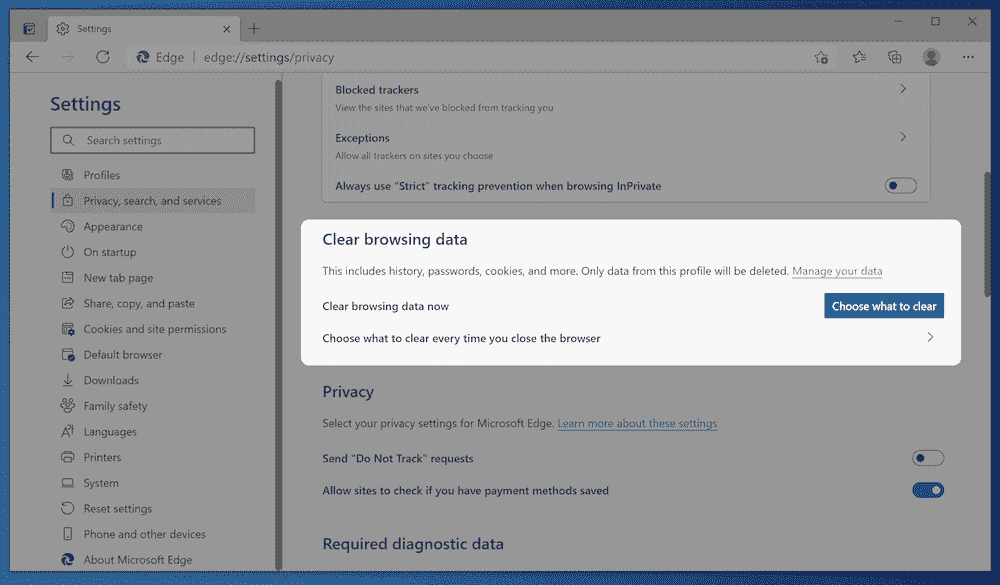 Settings
Edge | edge://settings/privacy
Settings
Search settings
Profiles
Privacy, search, and services
Appearance
On startup
New tab page
Share, copy, and paste
Cookies and site permissions
Default browser
Downloads
Family safety
Languages
Printers
System
Reset settings
Phone and other devices
About Microsoft Edge
Blocked trackers
View the sites that we've blocked from tracking you
Exceptions
Allow all trackers on sites you choose
Always use "Strict" tracking prevention when browsing InPrivate
Clear browsing data
This includes history, passwords, cookies, and more. Only data from this profile will be deleted. Manage your data
Clear browsing data now
Choose what to clear
Choose what to clear every time you close the browser
Privacy
Select your privacy settings for Microsoft Edge. Learn more about these settings
Send "Do Not Track" requests
Allow sites to check if you have payment methods saved
Required diagnostic data